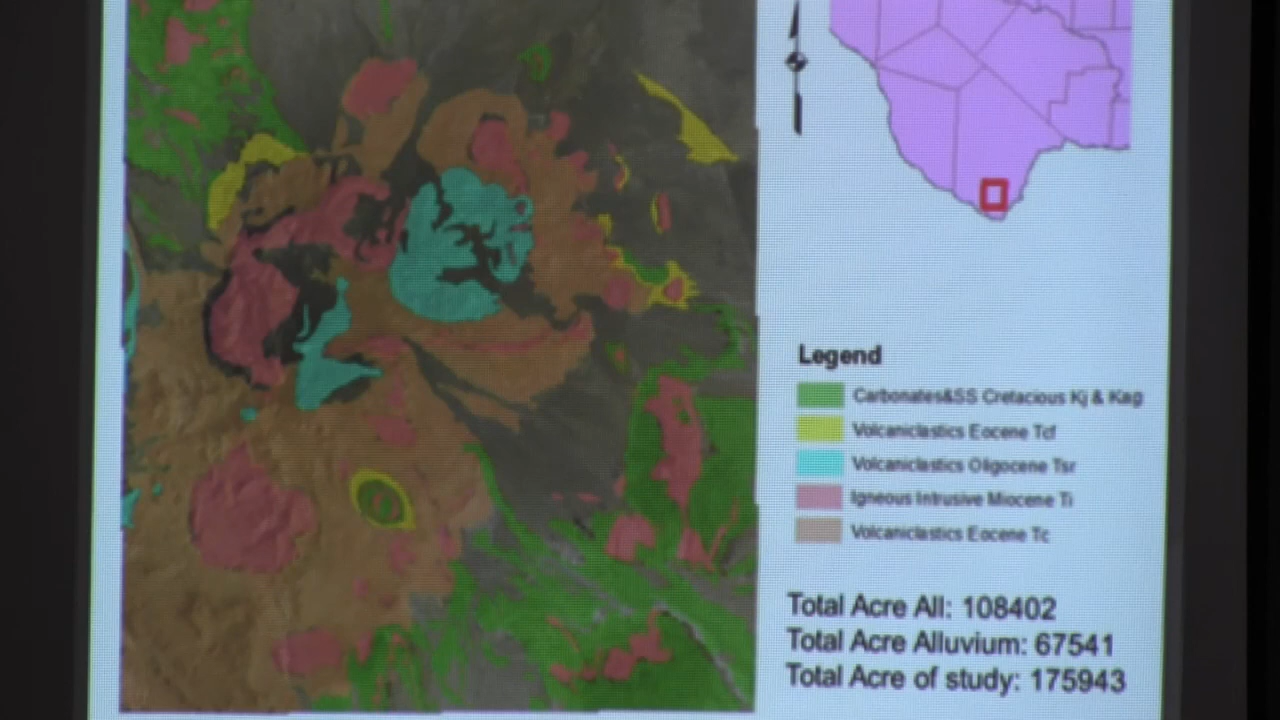 Legend
Carbonates&SS Cretacious Kj & Kag
Volcaniclastics Eocene Tcf
Volcaniclastics Oligocene Tsr
Igneous Intrusive Miocene Ti
Volcaniclastics Eocene Tc
Total Acre All: 108402
Total Acre Alluvium: 67541
Total Acre of study: 175943